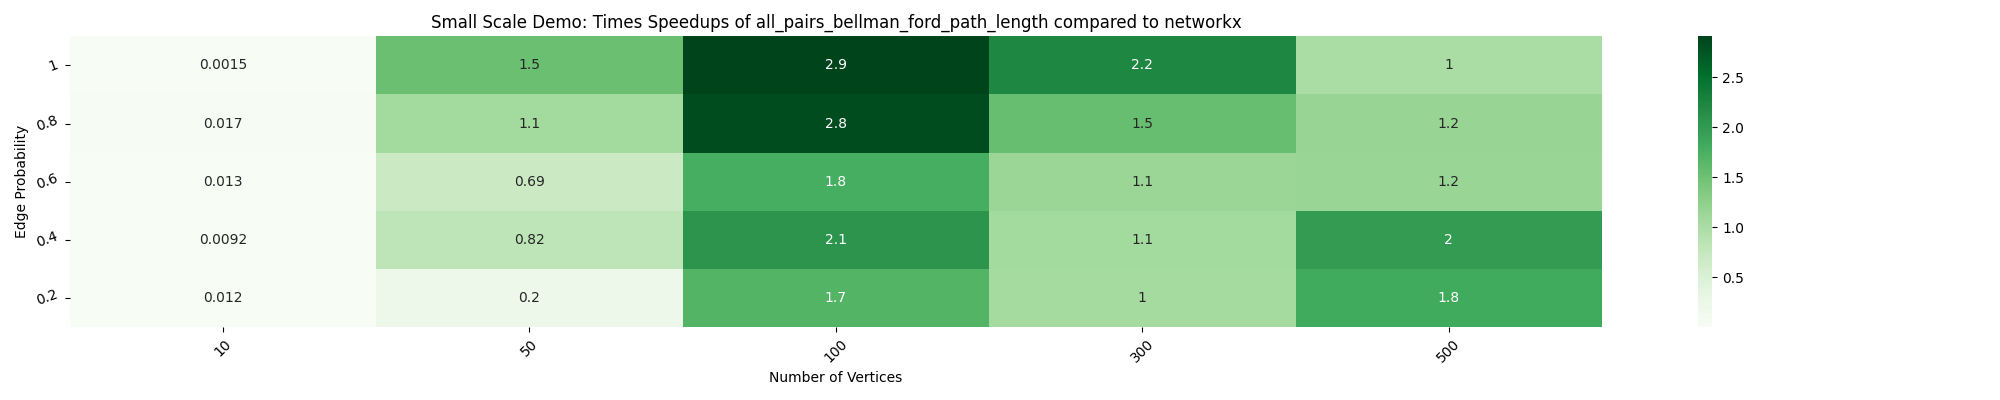 Small Scale Demo: Times Speedups of all_pairs_bellman_ford_path_length compared to networkx
Edge Probability
1 0.0015 1.5 2.9 2.2 1
0.8 0.017 1.1 2.8 1.5 1.2
0.6 0.013 0.69 1.8 1.1 1.2
0.4 0.0092 0.82 2.1 1.1 2
0.2 0.012 0.2 1.7 1 1.8
10 50 100 300 500
Number of Vertices
2.5
2.0
1.5
1.0
0.5